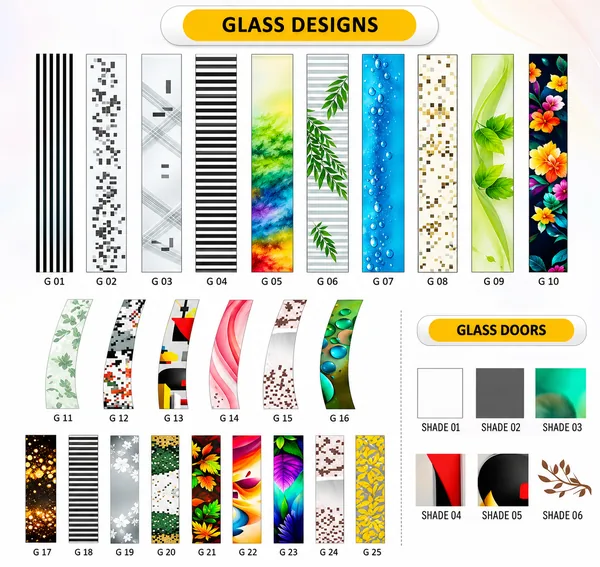 GLASS DESIGNS
G 01 G 02 G 03 G 04 G 05 G 06 G 07 G 08 G 09 G 10
G 11 G 12 G 13 G 14 G 15 G 16
GLASS DOORS
SHADE 01 SHADE 02 SHADE 03
SHADE 04 SHADE 05 SHADE 06
G 17 G 18 G 19 G 20 G 21 G 22 G 23 G 24 G 25